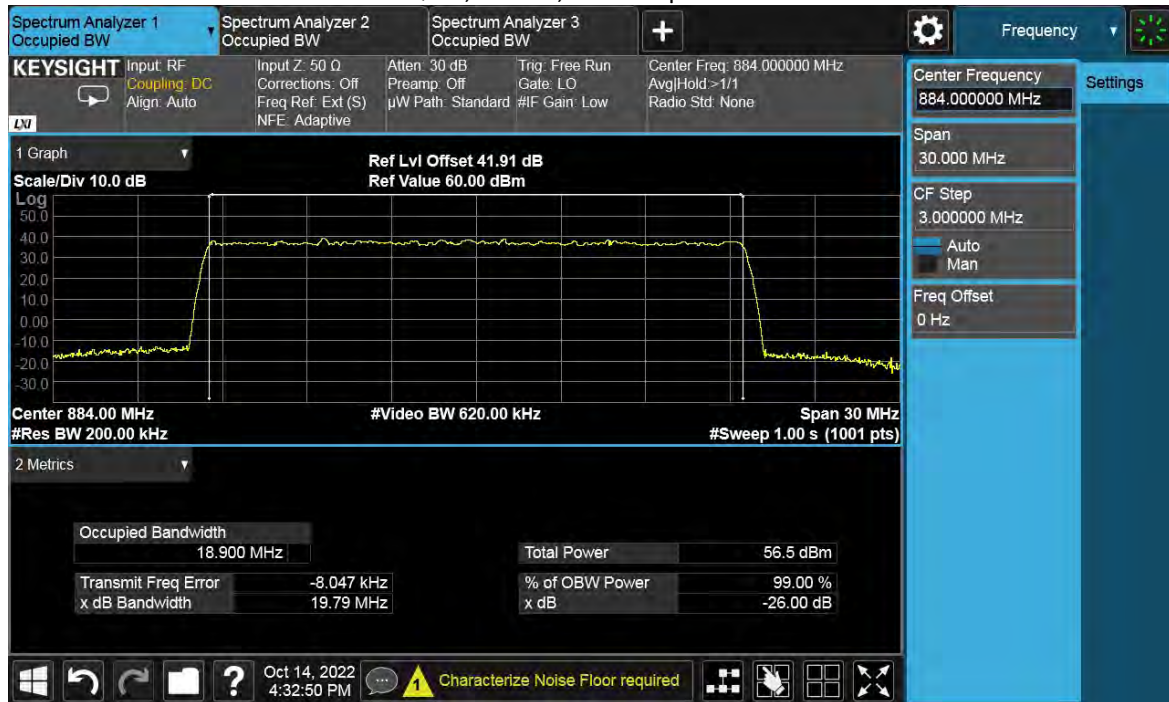 Spectrum Analyzer 1
Occupied BW
Spectrum Analyzer 2
Occupied BW
Spectrum Analyzer 3
Occupied BW
+
Frequency
KEYSIGHT
LXI
Input: RF
Coupling: DC
Align: Auto
Input Z: 50 Ω
Corrections: Off
Freq Ref: Ext (S)
NFE: Adaptive
Atten: 30 dB
Preamp: Off
µW Path: Standard
Trig: Free Run
Gate: LO
#IF Gain: Low
Center Freq: 884.000000 MHz
Avg|Hold:>1/1
Radio Std: None
Center Frequency
884.000000 MHz
Settings
Span
30.000 MHz
CF Step
3.000000 MHz
Auto
Man
Freq Offset
0 Hz
1 Graph
Scale/Div 10.0 dB
Ref Lvl Offset 41.91 dB
Ref Value 60.00 dBm
Log
50.0
40.0
30.0
20.0
10.0
0.00
-10.0
-20.0
-30.0
Center 884.00 MHz
#Res BW 200.00 kHz
#Video BW 620.00 kHz
Span 30 MHz
#Sweep 1.00 s (1001 pts)
2 Metrics
Occupied Bandwidth
18.900 MHz
Total Power 56.5 dBm
Transmit Freq Error -8.047 kHz
% of OBW Power 99.00 %
x dB Bandwidth 19.79 MHz
x dB -26.00 dB
?
Oct 14, 2022
4:32:50 PM
1
Characterize Noise Floor required